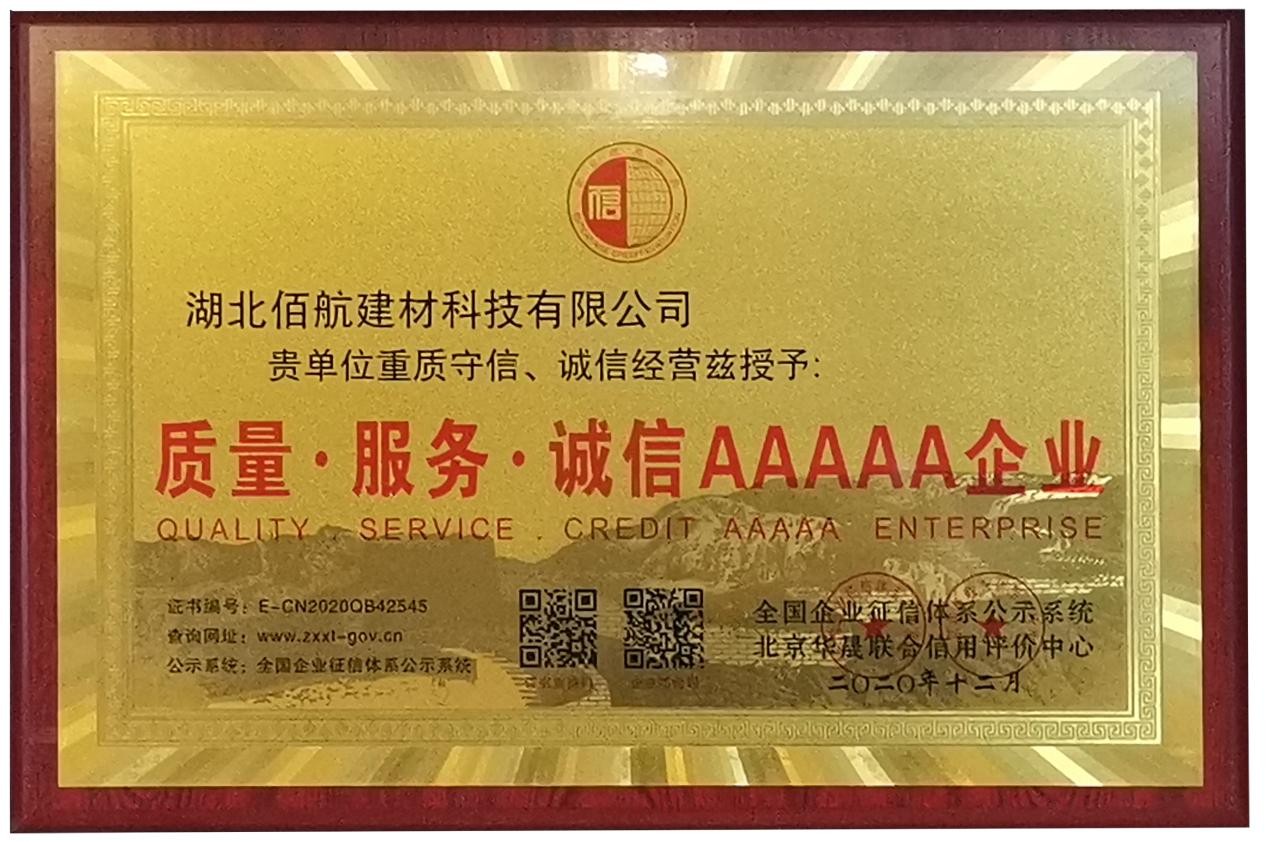 信
湖北佰航建材科技有限公司
贵单位重质守信、诚信经营兹授予:
质量·服务·诚信AAAAA企业
QUALITY . SERVICE . CREDIT AAAAA ENTERPRISE
证书编号: E-CN2020QB42545
查询网址: www.zxxt-gov.cn
公示系统: 全国企业征信体系公示系统
全国企业征信体系公示系统
北京华晟联合信用评价中心
二〇二〇年十二月